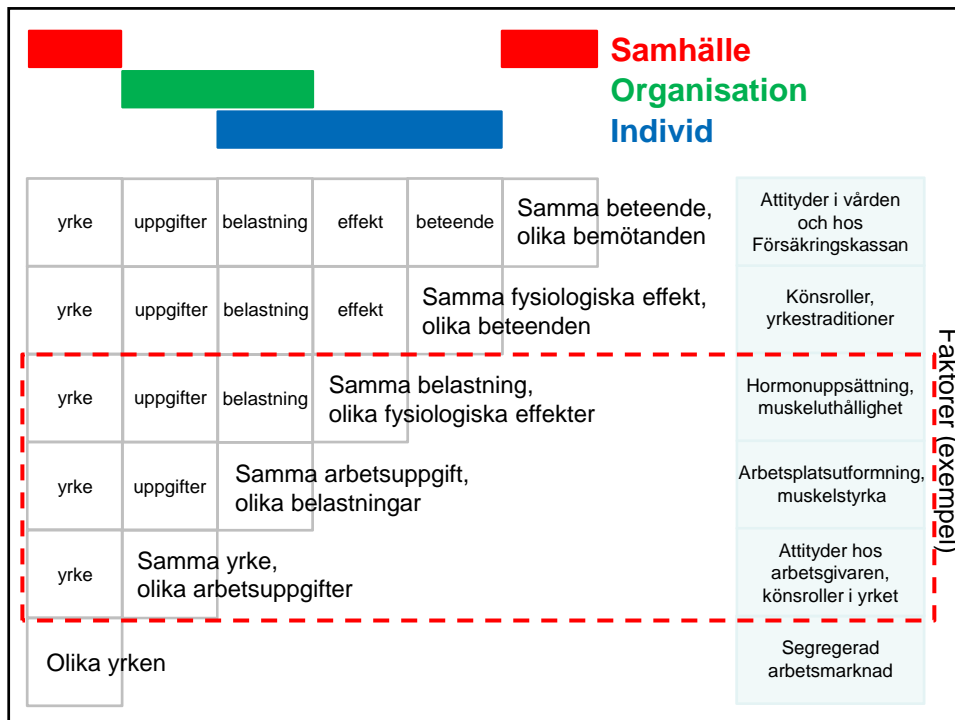 Samhälle
Organisation
Individ
yrke
uppgifter
belastning
effekt
beteende
Samma beteende,
olika bemötanden
Attityder i vården
och hos
Försäkringskassan
yrke
uppgifter
belastning
effekt
Samma fysiologiska effekt,
olika beteenden
Könsroller,
yrkestraditioner
yrke
uppgifter
belastning
Samma belastning,
olika fysiologiska effekter
Hormonuppsättning,
muskeluthållighet
yrke
uppgifter
Samma arbetsuppgift,
olika belastningar
Arbetsplatsutformning,
muskelstyrka
yrke
Samma yrke,
olika arbetsuppgifter
Attityder hos
arbetsgivaren,
könsroller i yrket
Olika yrken
Segregerad
arbetsmarknad
Faktorer (exempel)